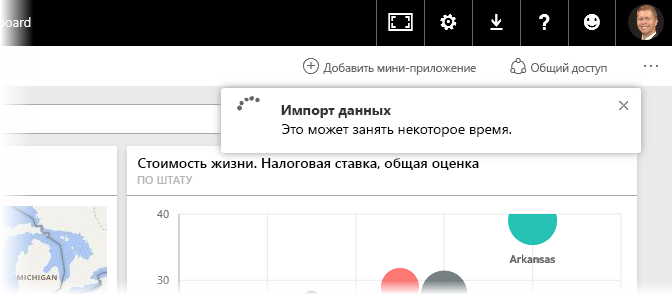 board
Добавить мини-приложение
Общий доступ
...
Импорт данных
Это может занять некоторое время.
Стоимость жизни. Налоговая ставка, общая оценка
ПО ШТАТУ
40
Arkansas
MICHIGAN
30